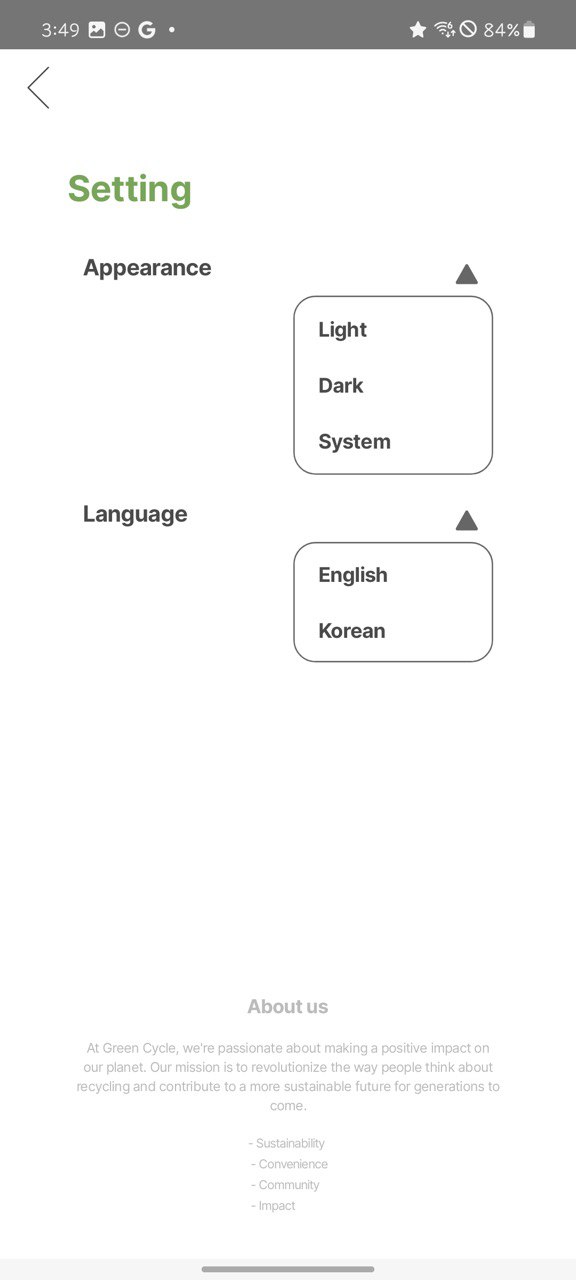 3:49
84%
Setting
Appearance
Light
Dark
System
Language
English
Korean
About us
At Green Cycle, we're passionate about making a positive impact on
our planet. Our mission is to revolutionize the way people think about
recycling and contribute to a more sustainable future for generations to
come.
- Sustainability
- Convenience
- Community
- Impact